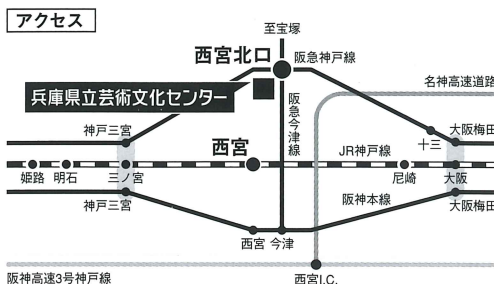 アクセス
至宝塚
西宮北口
阪急神戸線
名神高速道路
兵庫県立芸術文化センター
阪急今津線
神戸三宮
十三
大阪梅田
西宮
JR神戸線
姫路
明石
三ノ宮
尼崎
大阪
神戸三宮
阪神本線
大阪梅田
西宮
今津
阪神高速3号神戸線
西宮I.C.